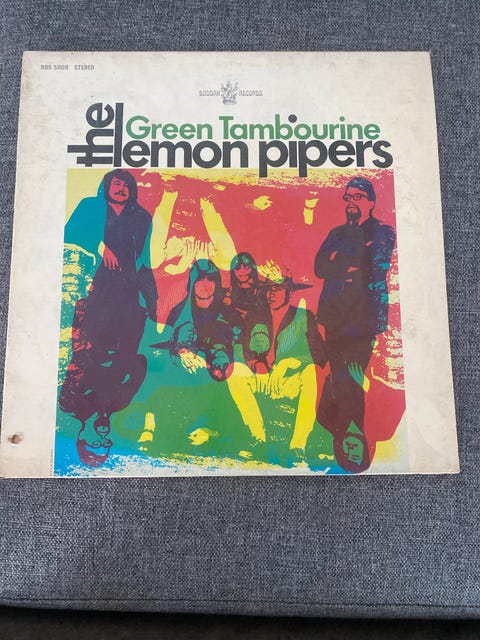 BDS 5009 STEREO
BUDDAH RECORDS
Green Tambourine
the lemon pipers